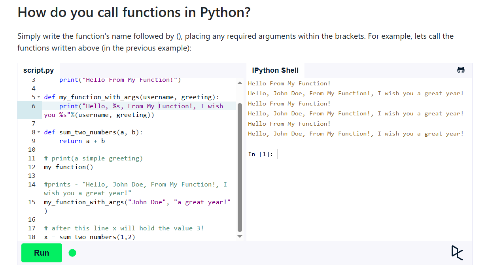 How do you call functions in Python?
Simply write the function's name followed by (), placing any required arguments within the brackets. For example, lets call the
functions written above (in the previous example):
script.py
3 print("Hello From My Function!")
4
5 def my_function_with_args(username, greeting):
6 print("Hello, %s, From My Function!, I wish
you %s"%(username, greeting))
7
8 def sum_two_numbers(a, b):
9 return a + b
10
11 # print(a simple greeting)
12 my_function()
13
14 #prints - "Hello, John Doe, From My Function!, I
wish you a great year!"
15 my_function_with_args("John Doe", "a great year!"
)
16
17 # after this line x will hold the value 3!
18 x = sum_two_numbers(1,2)
Run
IPython Shell
Hello From My Function!
Hello, John Doe, From My Function!, I wish you a great year!
Hello From My Function!
Hello, John Doe, From My Function!, I wish you a great year!
Hello From My Function!
Hello, John Doe, From My Function!, I wish you a great year!
In [1]: